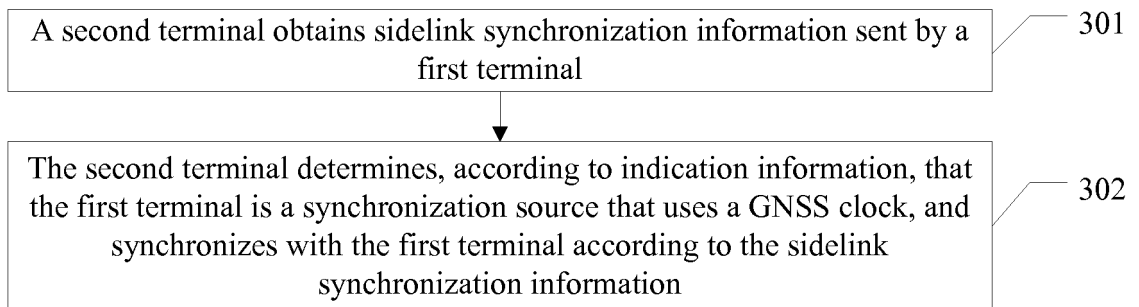 A second terminal obtains sidelink synchronization information sent by a
first terminal
301
The second terminal determines, according to indication information, that
the first terminal is a synchronization source that uses a GNSS clock, and
synchronizes with the first terminal according to the sidelink
synchronization information
302